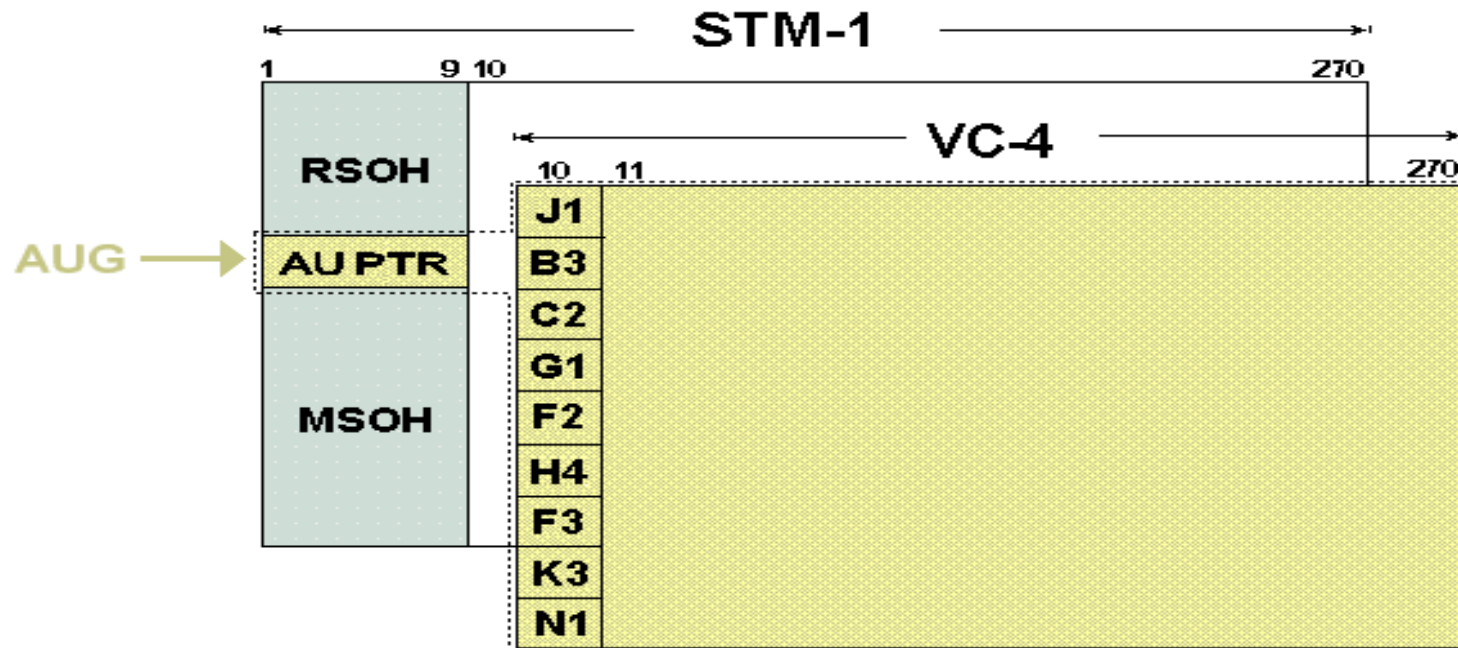 STM-1
1 9 10 270
VC-4
10 11 270
RSOH
J1
AUG
AU PTR
B3
C2
G1
MSOH
F2
H4
F3
K3
N1